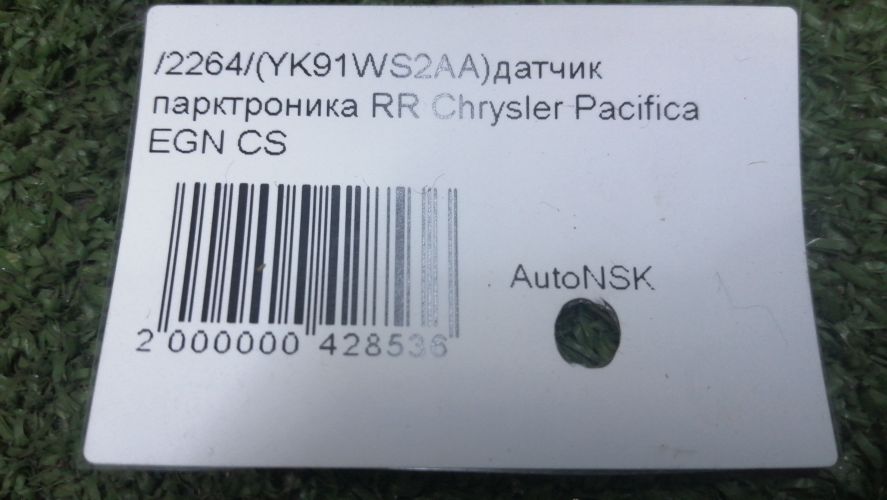 /2264/(YK91WS2AA)датчик
парктроника RR Chrysler Pacifica
EGN CS
AutoNSK
2 000000 428536